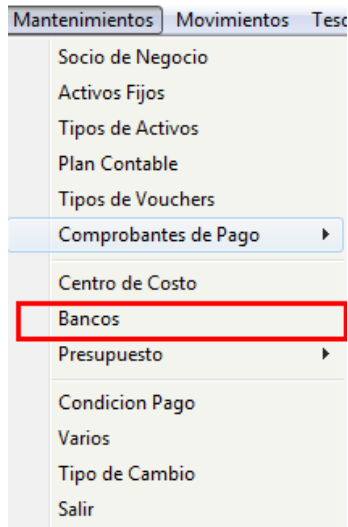 Mantenimientos Movimientos
Socio de Negocio
Activos Fijos
Tipos de Activos
Plan Contable
Tipos de Vouchers
Comprobantes de Pago
Centro de Costo
Bancos
Presupuesto
Condicion Pago
Varios
Tipo de Cambio
Salir